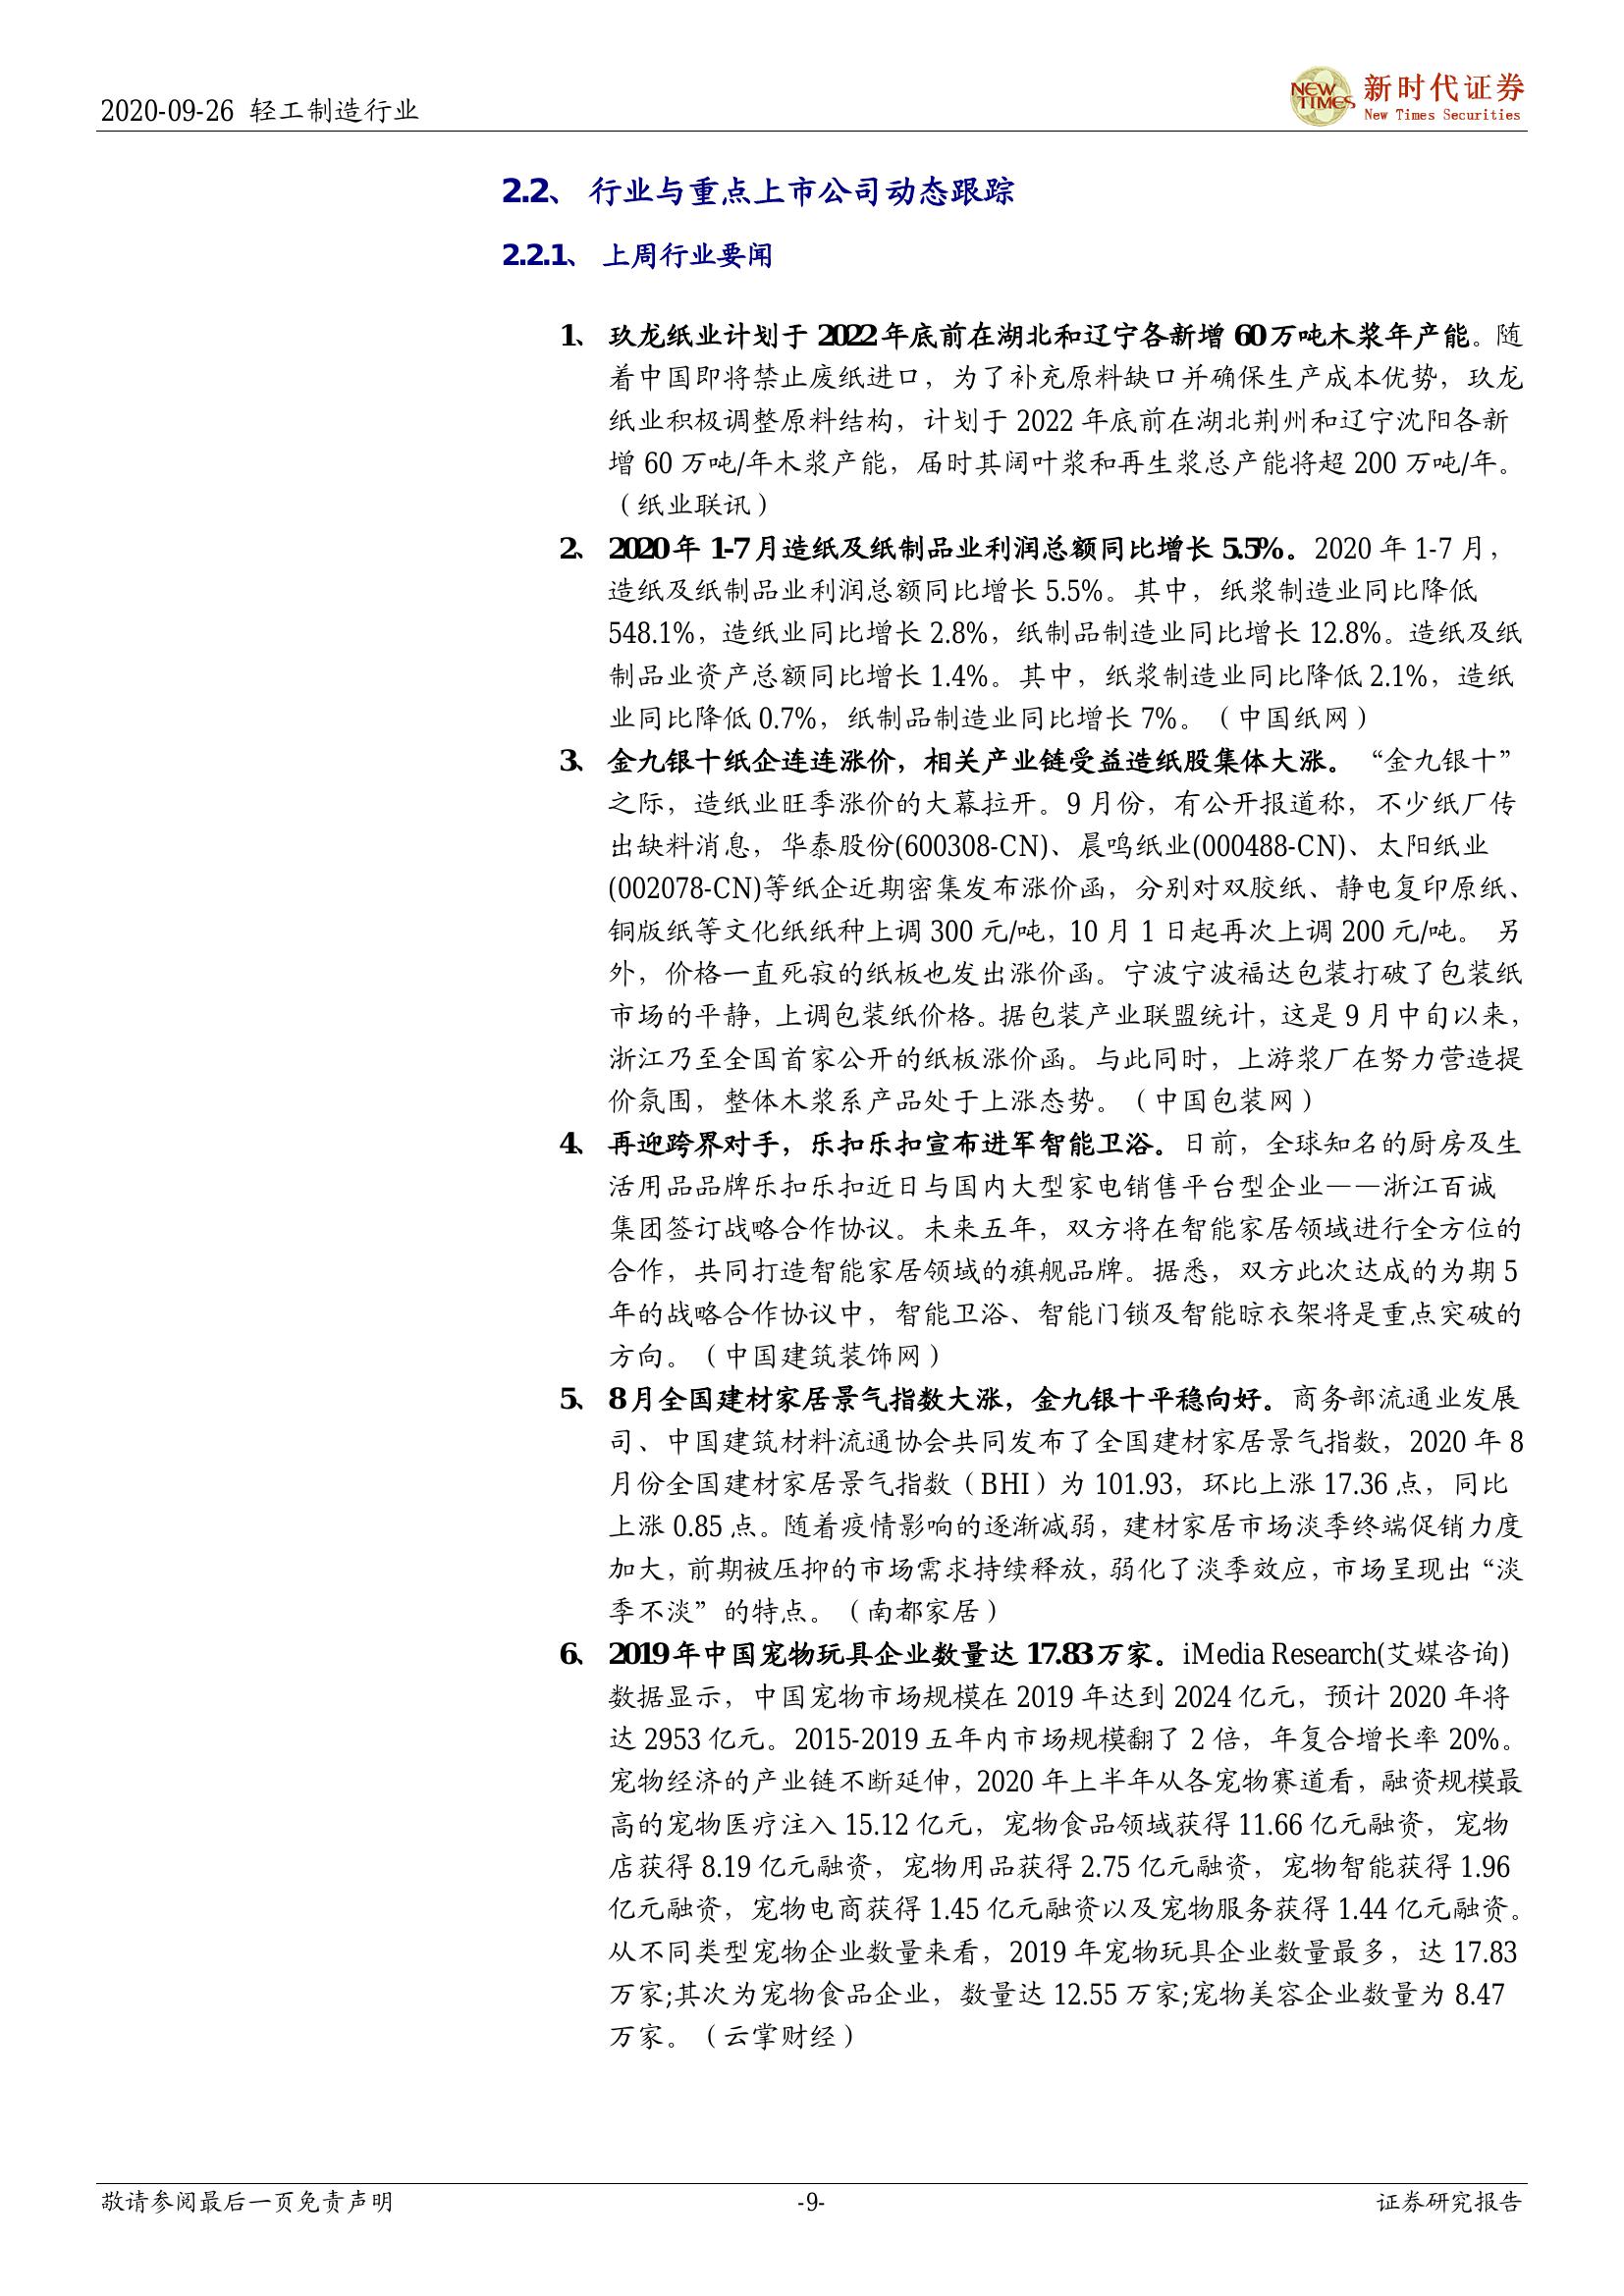 2020-09-26 轻工制造行业
NEW TIMES
新时代证券
New Times Securities
2.2、 行业与重点上市公司动态跟踪
2.2.1、 上周行业要闻
1、 玖龙纸业计划于 2022 年底前在湖北和辽宁各新增 60 万吨木浆年产能。随
着中国即将禁止废纸进口，为了补充原料缺口并确保生产成本优势，玖龙
纸业积极调整原料结构，计划于 2022 年底前在湖北荆州和辽宁沈阳各新
增 60 万吨/年木浆产能，届时其阔叶浆和再生浆总产能将超 200 万吨/年。
（纸业联讯）
2、 2020 年 1-7 月造纸及纸制品业利润总额同比增长 5.5%。2020 年 1-7 月，
造纸及纸制品业利润总额同比增长 5.5%。其中，纸浆制造业同比降低
548.1%，造纸业同比增长 2.8%，纸制品制造业同比增长 12.8%。造纸及纸
制品业资产总额同比增长 1.4%。其中，纸浆制造业同比降低 2.1%，造纸
业同比降低 0.7%，纸制品制造业同比增长 7%。（中国纸网）
3、 金九银十纸企连连涨价，相关产业链受益造纸股集体大涨。 “金九银十”
之际，造纸业旺季涨价的大幕拉开。9 月份，有公开报道称，不少纸厂传
出缺料消息，华泰股份(600308-CN)、晨鸣纸业(000488-CN)、太阳纸业
(002078-CN)等纸企近期密集发布涨价函，分别对双胶纸、静电复印原纸、
铜版纸等文化纸纸种上调 300 元/吨，10 月 1 日起再次上调 200 元/吨。 另
外，价格一直死寂的纸板也发出涨价函。宁波宁波福达包装打破了包装纸
市场的平静，上调包装纸价格。据包装产业联盟统计，这是 9 月中旬以来，
浙江乃至全国首家公开的纸板涨价函。与此同时，上游浆厂在努力营造提
价氛围，整体木浆系产品处于上涨态势。（中国包装网）
4、 再迎跨界对手，乐扣乐扣宣布进军智能卫浴。日前，全球知名的厨房及生
活用品品牌乐扣乐扣近日与国内大型家电销售平台型企业——浙江百诚
集团签订战略合作协议。未来五年，双方将在智能家居领域进行全方位的
合作，共同打造智能家居领域的旗舰品牌。据悉，双方此次达成的为期 5
年的战略合作协议中，智能卫浴、智能门锁及智能晾衣架将是重点突破的
方向。（中国建筑装饰网）
5、 8 月全国建材家居景气指数大涨，金九银十平稳向好。商务部流通业发展
司、中国建筑材料流通协会共同发布了全国建材家居景气指数，2020 年 8
月份全国建材家居景气指数（BHI）为 101.93，环比上涨 17.36 点，同比
上涨 0.85 点。随着疫情影响的逐渐减弱，建材家居市场淡季终端促销力度
加大，前期被压抑的市场需求持续释放，弱化了淡季效应，市场呈现出“淡
季不淡”的特点。（南都家居）
6、 2019 年中国宠物玩具企业数量达 17.83 万家。iMedia Research(艾媒咨询)
数据显示，中国宠物市场规模在 2019 年达到 2024 亿元，预计 2020 年将
达 2953 亿元。2015-2019 五年内市场规模翻了 2 倍，年复合增长率 20%。
宠物经济的产业链不断延伸，2020 年上半年从各宠物赛道看，融资规模最
高的宠物医疗注入 15.12 亿元，宠物食品领域获得 11.66 亿元融资，宠物
店获得 8.19 亿元融资，宠物用品获得 2.75 亿元融资，宠物智能获得 1.96
亿元融资，宠物电商获得 1.45 亿元融资以及宠物服务获得 1.44 亿元融资。
从不同类型宠物企业数量来看，2019 年宠物玩具企业数量最多，达 17.83
万家;其次为宠物食品企业，数量达 12.55 万家;宠物美容企业数量为 8.47
万家。（云掌财经）
敬请参阅最后一页免责声明
-9-
证券研究报告